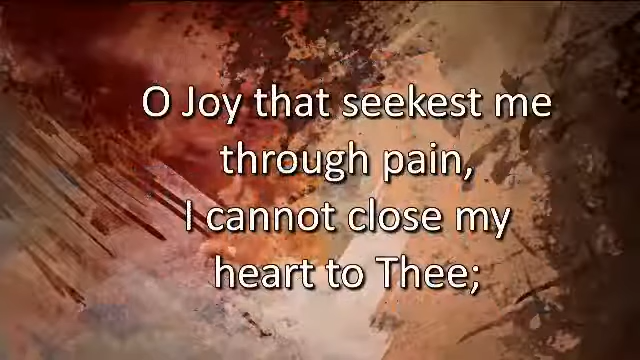 O Joy that seekest me
through pain,
I cannot close my
heart to Thee;